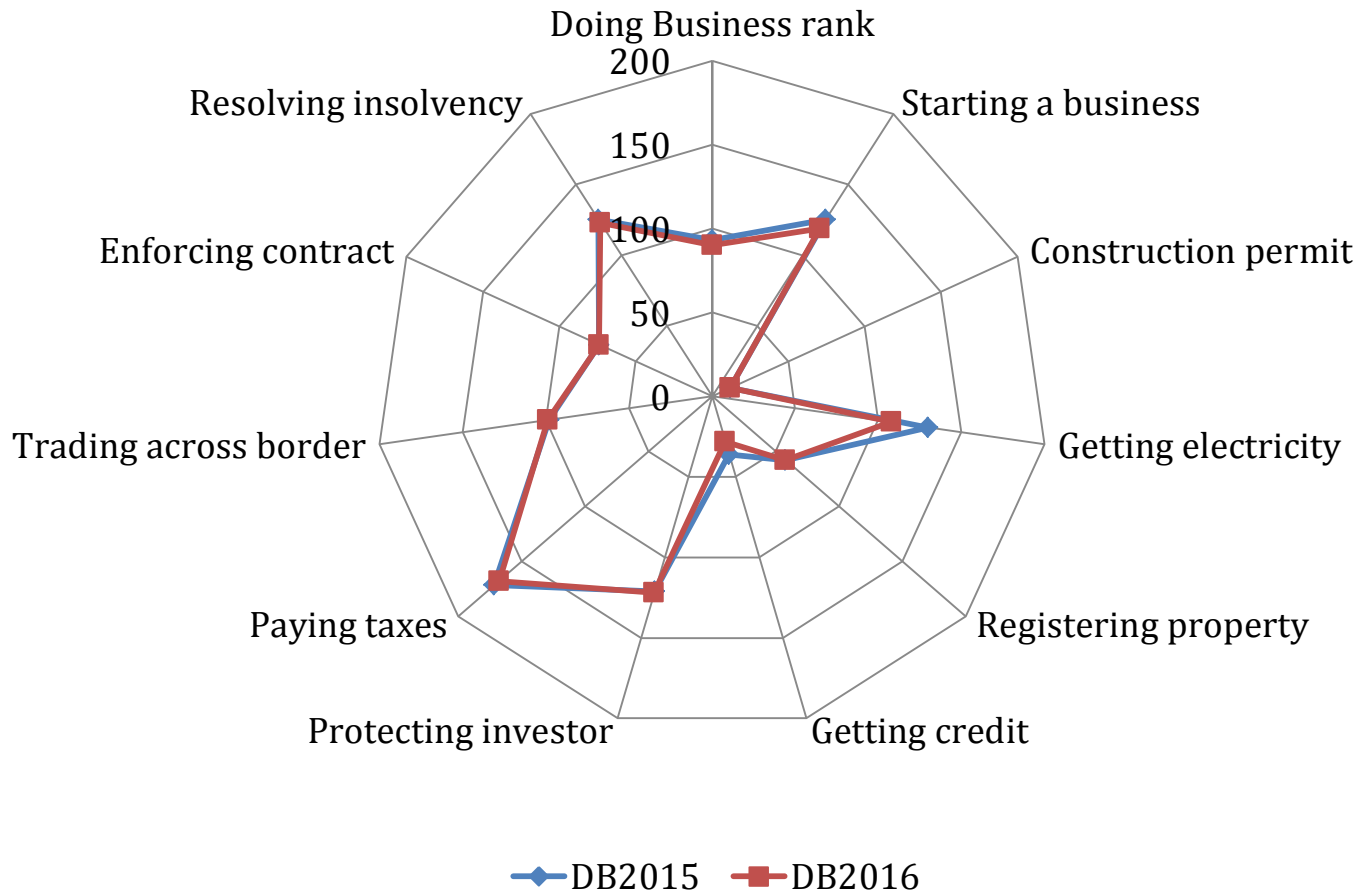 Doing Business rank
200
Resolving insolvency
Starting a business
150
Enforcing contract
100
Construction permit
50
0
Trading across border
Getting electricity
Paying taxes
Registering property
Protecting investor
Getting credit
DB2015
DB2016